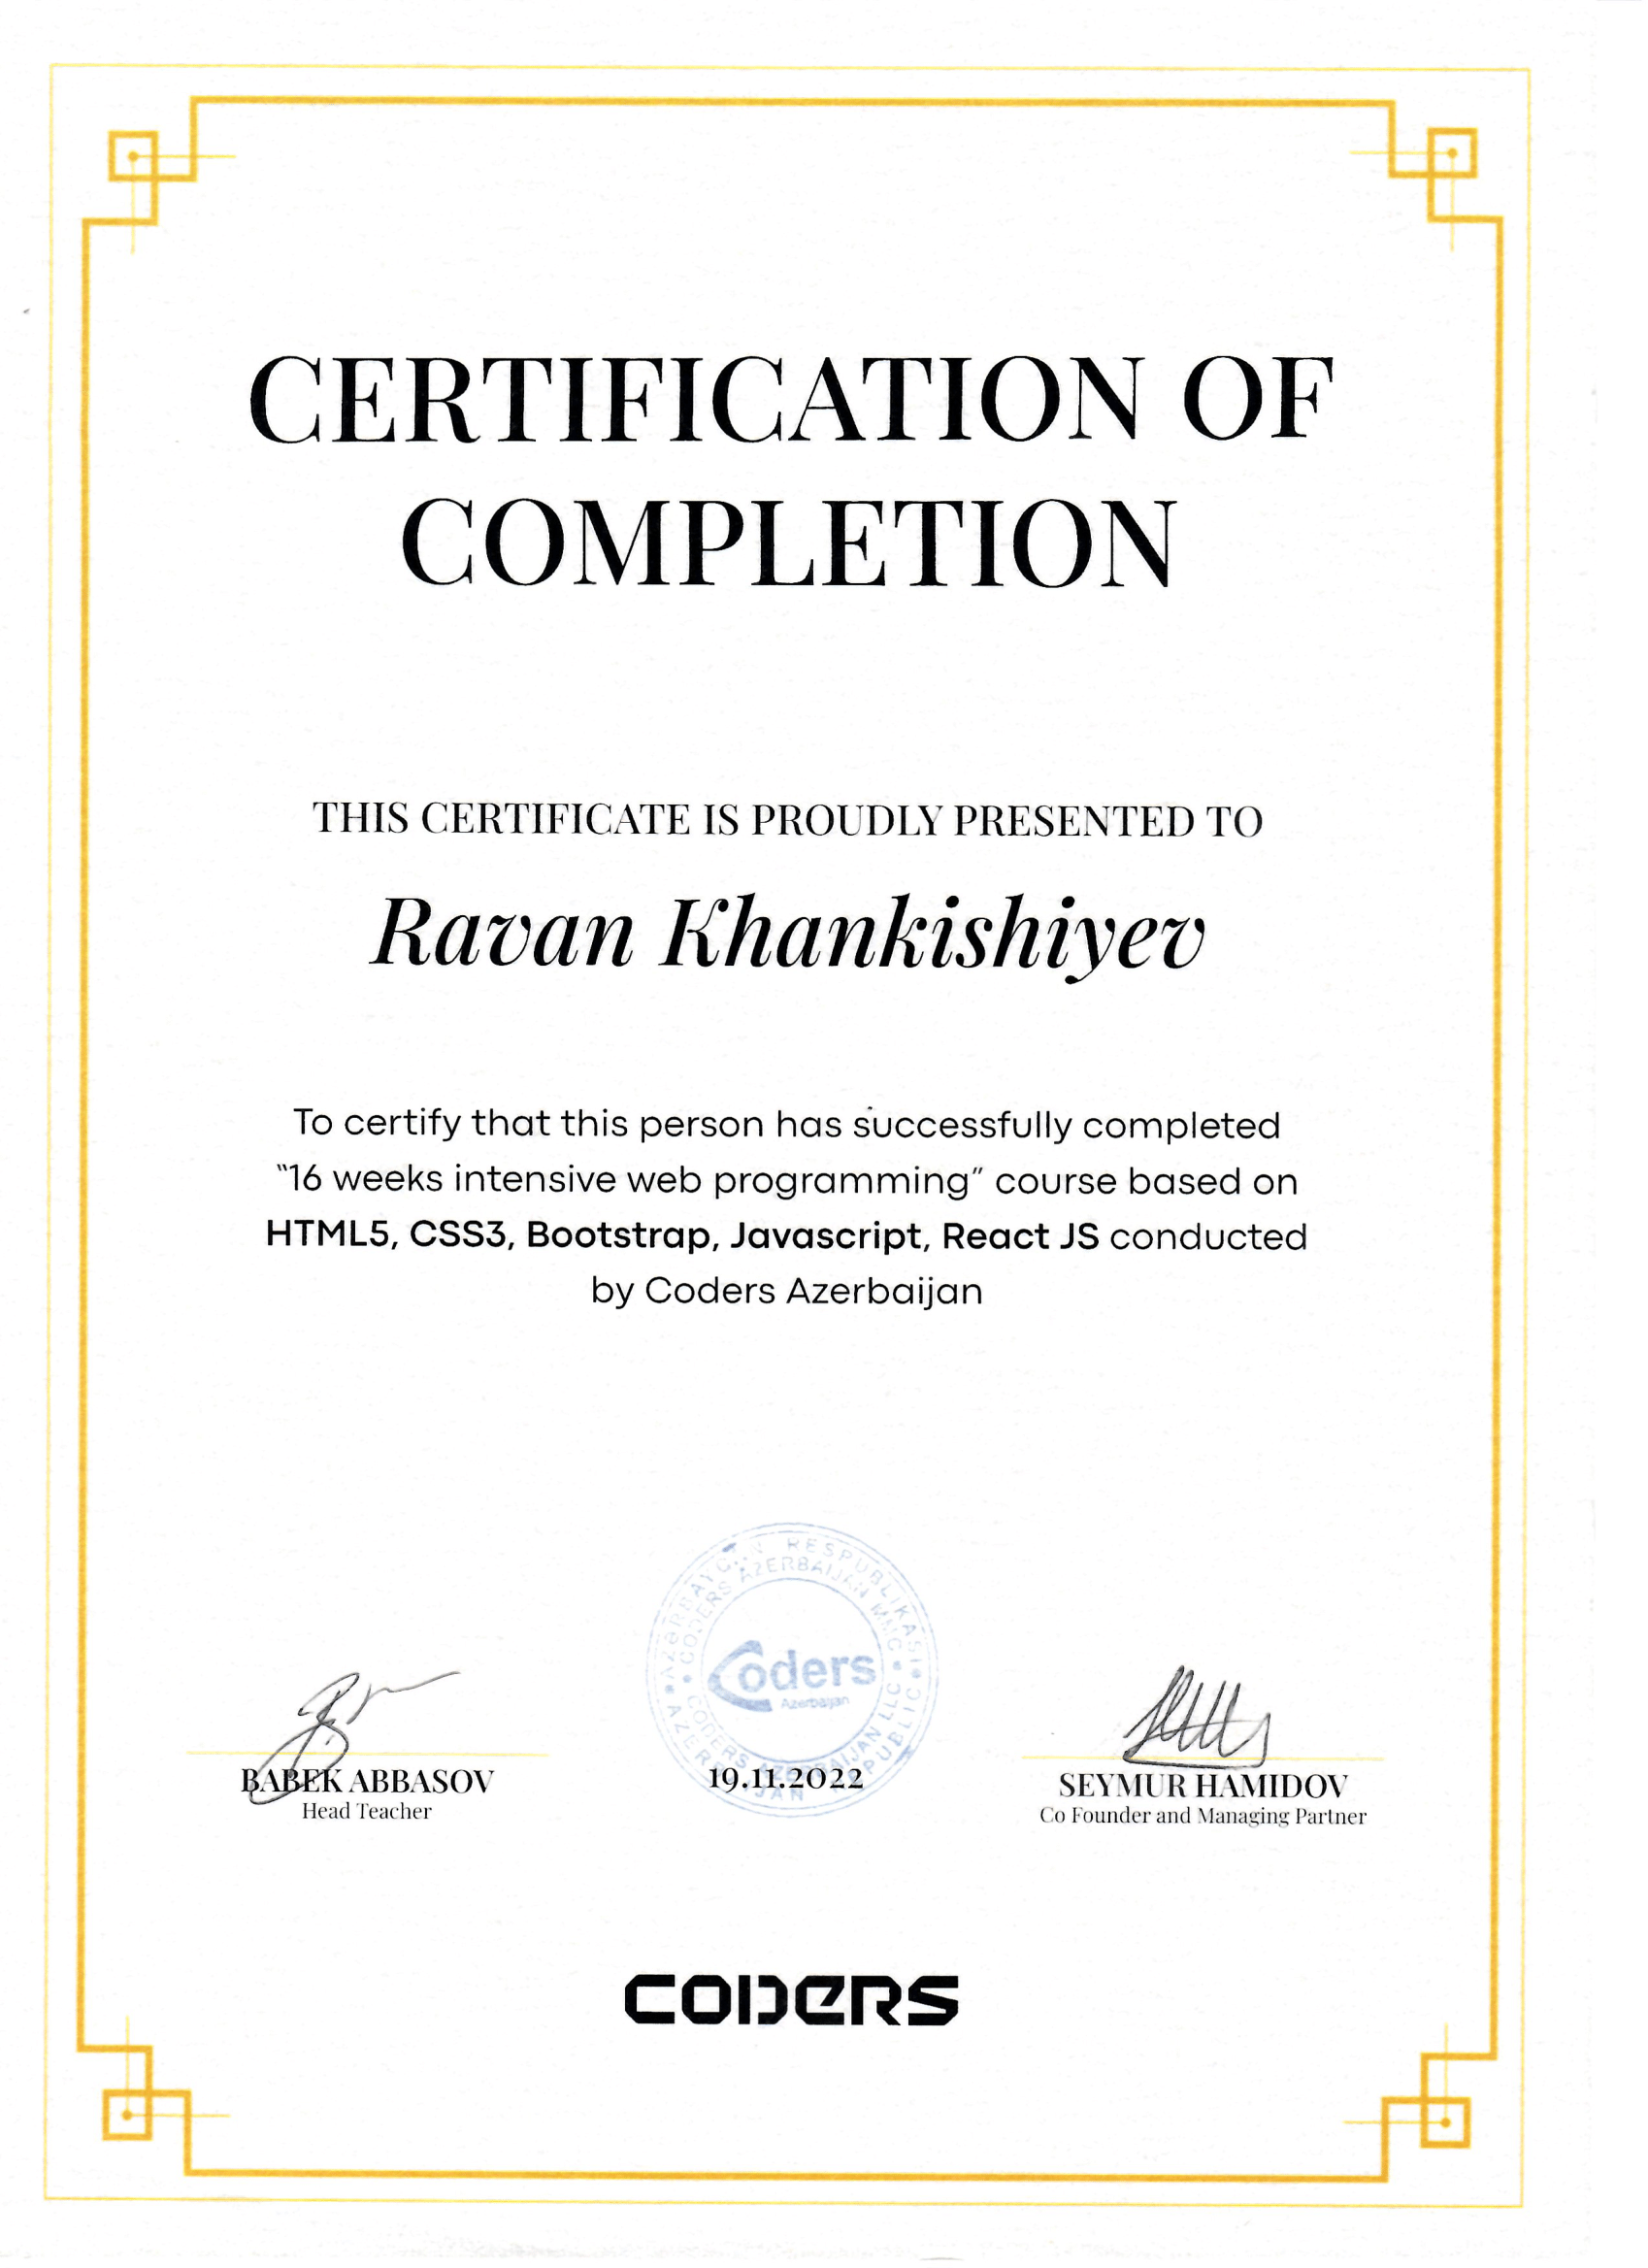 CERTIFICATION OF
COMPLETION
THIS CERTIFICATE IS PROUDLY PRESENTED TO
Ravan Khankishiyev
To certify that this person has successfully completed
“16 weeks intensive web programming” course based on
HTML5, CSS3, Bootstrap, Javascript, React JS conducted
by Coders Azerbaijan
AZƏRBAYCAN RESPUBLİKASI
CODERS AZERBAIJAN MMC
Coders
Azerbaijan
CODERS AZERBAIJAN LLC
AZERBAIJAN REPUBLIC
BABEK ABBASOV
Head Teacher
19.11.2022
SEYMUR HAMIDOV
Co Founder and Managing Partner
CODERS